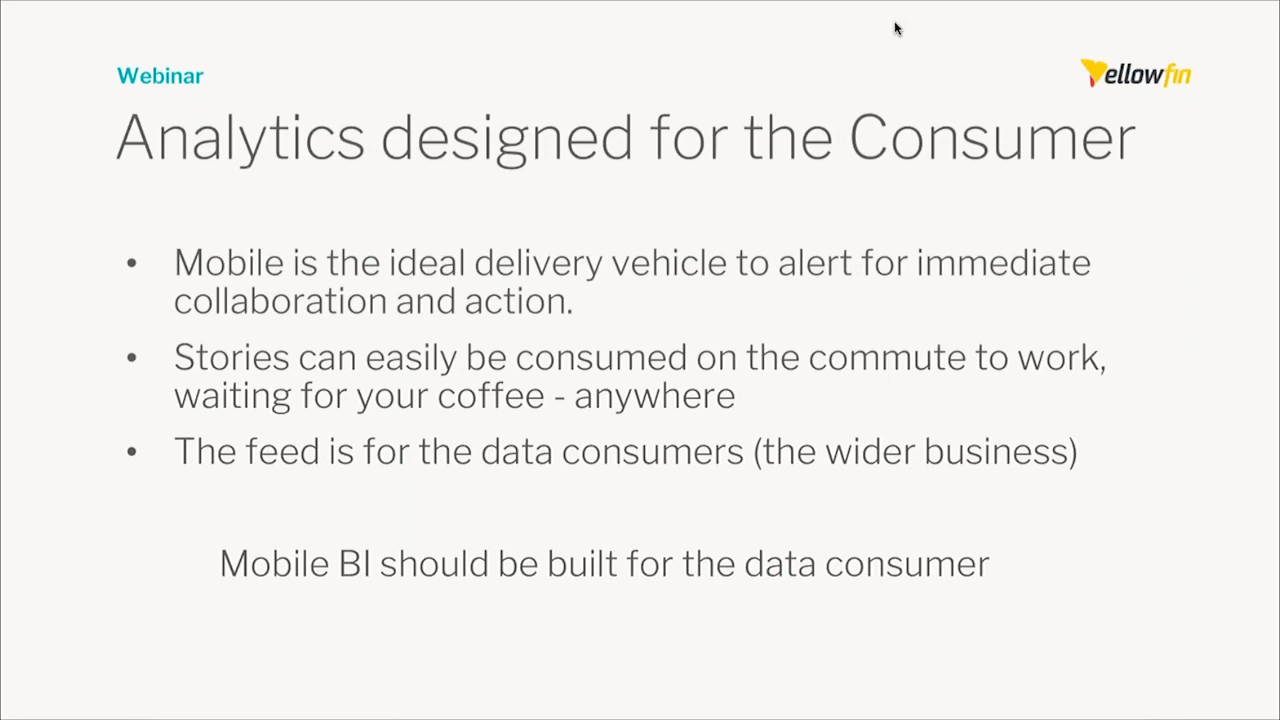 Webinar
Yellowfin
Analytics designed for the Consumer
• Mobile is the ideal delivery vehicle to alert for immediate
collaboration and action.
• Stories can easily be consumed on the commute to work,
waiting for your coffee - anywhere
• The feed is for the data consumers (the wider business)
Mobile BI should be built for the data consumer